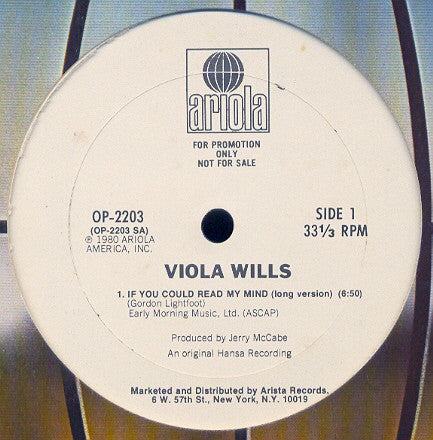 ariola
FOR PROMOTION
ONLY
NOT FOR SALE
OP-2203
(OP-2203 SA)
℗ 1980 ARIOLA
AMERICA, INC.
SIDE 1
33⅓ RPM
VIOLA WILLS
1. IF YOU COULD READ MY MIND (long version) (6:50)
(Gordon Lightfoot)
Early Morning Music, Ltd. (ASCAP)
Produced by Jerry McCabe
An original Hansa Recording
Marketed and Distributed by Arista Records.
6 W. 57th St., New York, N.Y. 10019